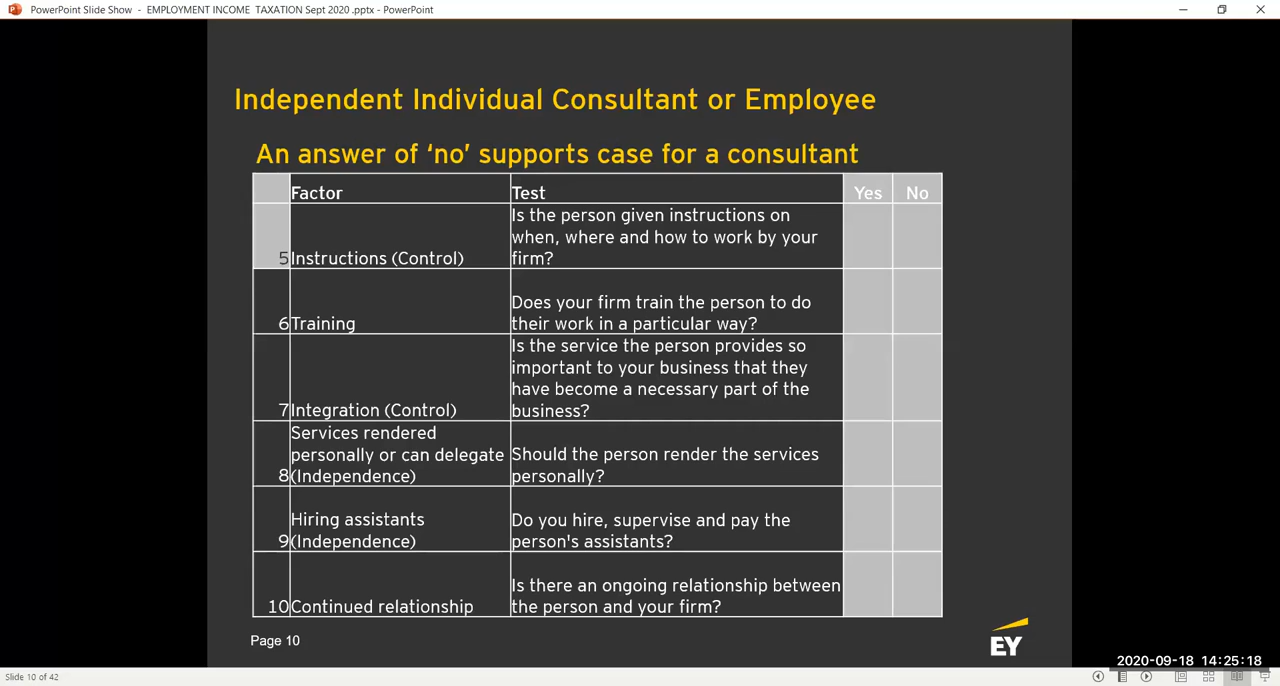 PowerPoint Slide Show - EMPLOYMENT INCOME TAXATION Sept 2020 .pptx - PowerPoint
Independent Individual Consultant or Employee
An answer of ‘no’ supports case for a consultant
Factor Test Yes No
5 Instructions (Control) Is the person given instructions on
when, where and how to work by your
firm?
6 Training Does your firm train the person to do
their work in a particular way?
7 Integration (Control) Is the service the person provides so
important to your business that they
have become a necessary part of the
business?
8 Services rendered
personally or can delegate
(Independence)
Should the person render the services
personally?
9 Hiring assistants
(Independence)
Do you hire, supervise and pay the
person's assistants?
10 Continued relationship Is there an ongoing relationship between
the person and your firm?
Page 10
EY
2020-09-18 14:25:18
Slide 10 of 42